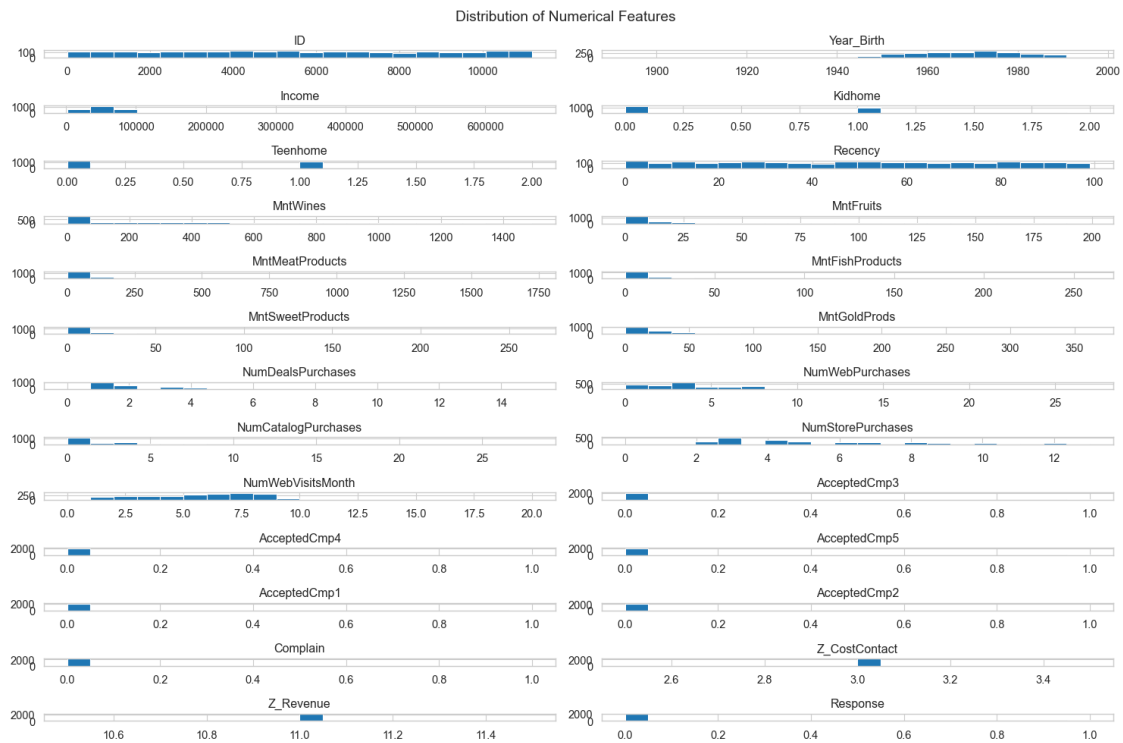 Distribution of Numerical Features
ID
100
0
0 2000 4000 6000 8000 10000
Year_Birth
250
0
1900 1920 1940 1960 1980 2000
Income
1000
0
0 100000 200000 300000 400000 500000 600000
Kidhome
1000
0
0.00 0.25 0.50 0.75 1.00 1.25 1.50 1.75 2.00
Teenhome
1000
0
0.00 0.25 0.50 0.75 1.00 1.25 1.50 1.75 2.00
Recency
100
0
0 20 40 60 80 100
MntWines
500
0
0 200 400 600 800 1000 1200 1400
MntFruits
1000
0
0 25 50 75 100 125 150 175 200
MntMeatProducts
1000
0
0 250 500 750 1000 1250 1500 1750
MntFishProducts
1000
0
0 50 100 150 200 250
MntSweetProducts
1000
0
0 50 100 150 200 250
MntGoldProds
1000
0
0 50 100 150 200 250 300 350
NumDealsPurchases
1000
0
0 2 4 6 8 10 12 14
NumWebPurchases
500
0
0 5 10 15 20 25
NumCatalogPurchases
1000
0
0 5 10 15 20 25
NumStorePurchases
500
0
0 2 4 6 8 10 12
NumWebVisitsMonth
250
0
0.0 2.5 5.0 7.5 10.0 12.5 15.0 17.5 20.0
AcceptedCmp3
2000
0
0.0 0.2 0.4 0.6 0.8 1.0
AcceptedCmp4
2000
0
0.0 0.2 0.4 0.6 0.8 1.0
AcceptedCmp5
2000
0
0.0 0.2 0.4 0.6 0.8 1.0
AcceptedCmp1
2000
0
0.0 0.2 0.4 0.6 0.8 1.0
AcceptedCmp2
2000
0
0.0 0.2 0.4 0.6 0.8 1.0
Complain
2000
0
0.0 0.2 0.4 0.6 0.8 1.0
Z_CostContact
2000
0
2.6 2.8 3.0 3.2 3.4
Z_Revenue
2000
0
10.6 10.8 11.0 11.2 11.4
Response
2000
0
0.0 0.2 0.4 0.6 0.8 1.0